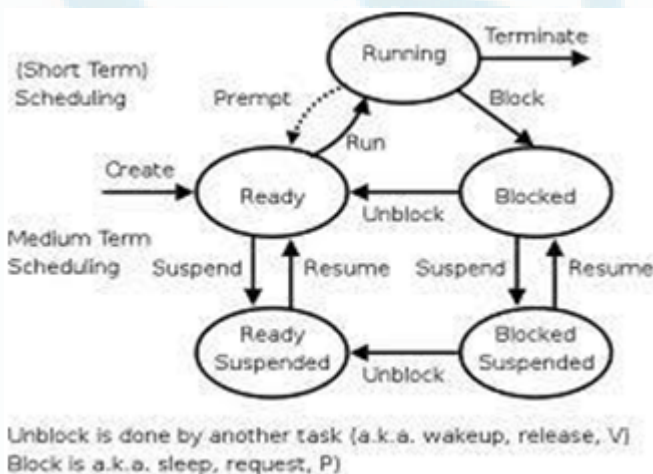 Running
Terminate
(Short Term)
Scheduling
Prempt
Block
Run
Create
Ready
Blocked
Unblock
Medium Term
Scheduling
Suspend
Resume
Suspend
Resume
Ready
Suspended
Blocked
Suspended
Unblock
Unblock is done by another task (a.k.a. wakeup, release, V)
Block is a.k.a. sleep, request, P)